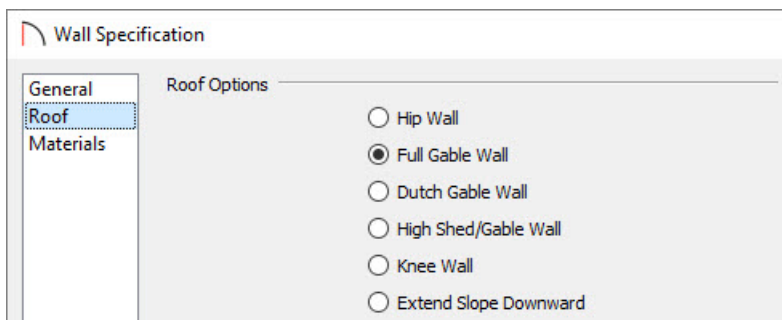 Wall Specification
General
Roof
Materials
Roof Options
Hip Wall
Full Gable Wall
Dutch Gable Wall
High Shed/Gable Wall
Knee Wall
Extend Slope Downward